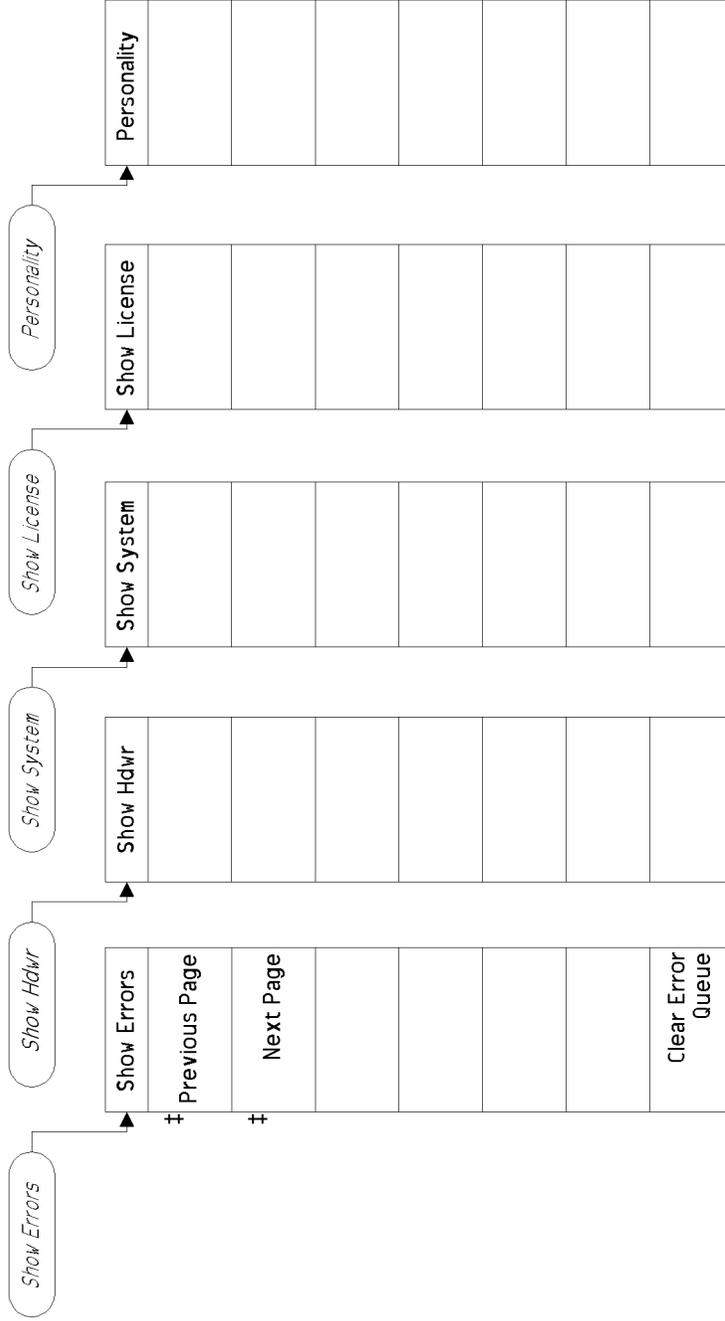 Show Errors
Show Hdwr
Show System
Show License
Personality
Show Errors
Show Hdwr
Show System
Show License
Personality
‡
Previous Page
‡
Next Page
Clear Error
Queue